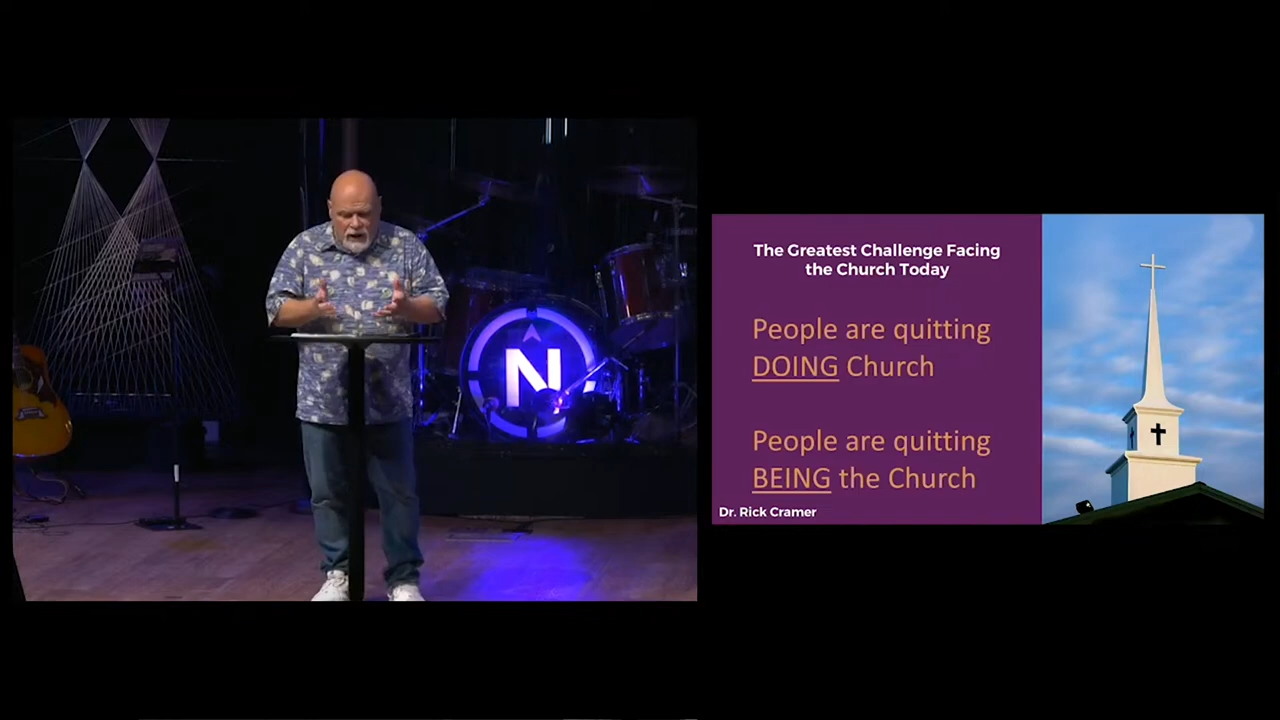 N
The Greatest Challenge Facing
the Church Today
People are quitting
DOING Church
People are quitting
BEING the Church
Dr. Rick Cramer